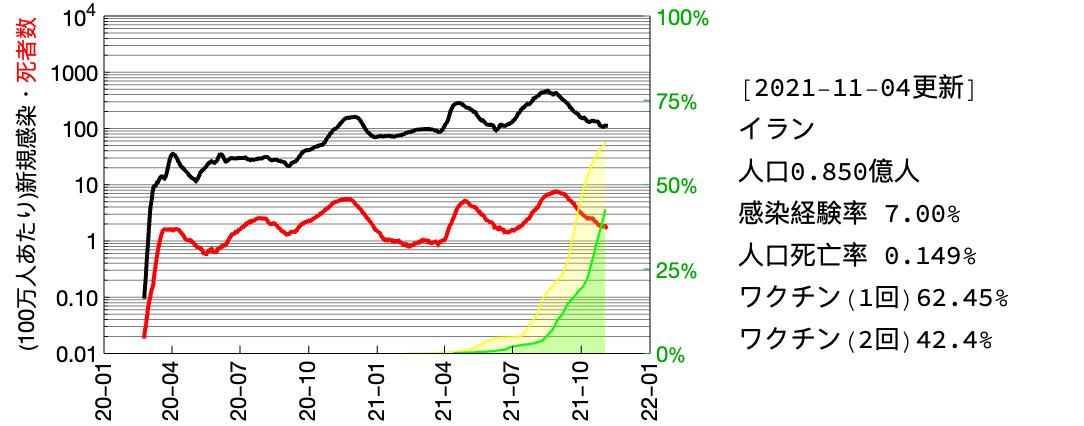 (100万人あたり)新規感染・死者数
10^4
1000
100
10
1
0.10
0.01
100%
75%
50%
25%
0%
20-01
20-04
20-07
20-10
21-01
21-04
21-07
21-10
22-01
[2021-11-04更新]
イラン
人口0.850億人
感染経験率 7.00%
人口死亡率 0.149%
ワクチン(1回)62.45%
ワクチン(2回)42.4%